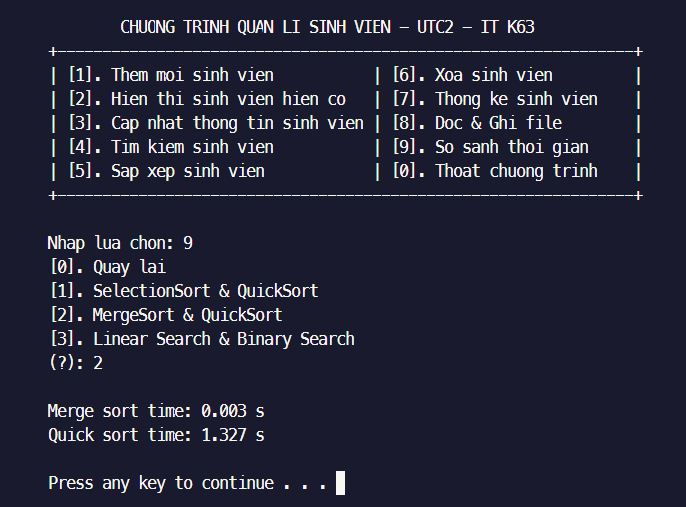 CHUONG TRINH QUAN LI SINH VIEN – UTC2 – IT K63
+----------------------------------------------------------------+
| [1]. Them moi sinh vien | [6]. Xoa sinh vien |
| [2]. Hien thi sinh vien hien co | [7]. Thong ke sinh vien |
| [3]. Cap nhat thong tin sinh vien | [8]. Doc & Ghi file |
| [4]. Tim kiem sinh vien | [9]. So sanh thoi gian |
| [5]. Sap xep sinh vien | [0]. Thoat chuong trinh |
+----------------------------------------------------------------+
Nhap lua chon: 9
[0]. Quay lai
[1]. SelectionSort & QuickSort
[2]. MergeSort & QuickSort
[3]. Linear Search & Binary Search
(?): 2
Merge sort time: 0.003 s
Quick sort time: 1.327 s
Press any key to continue . . .